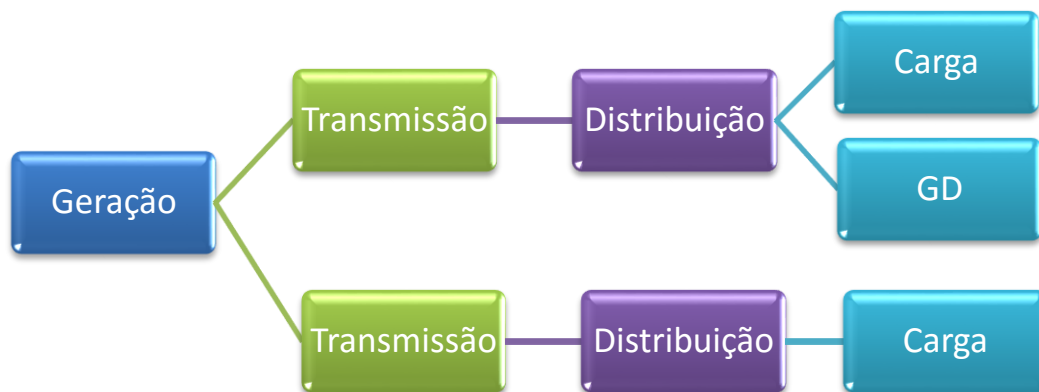 Carga
Transmissão
Distribuição
GD
Geração
Transmissão
Distribuição
Carga